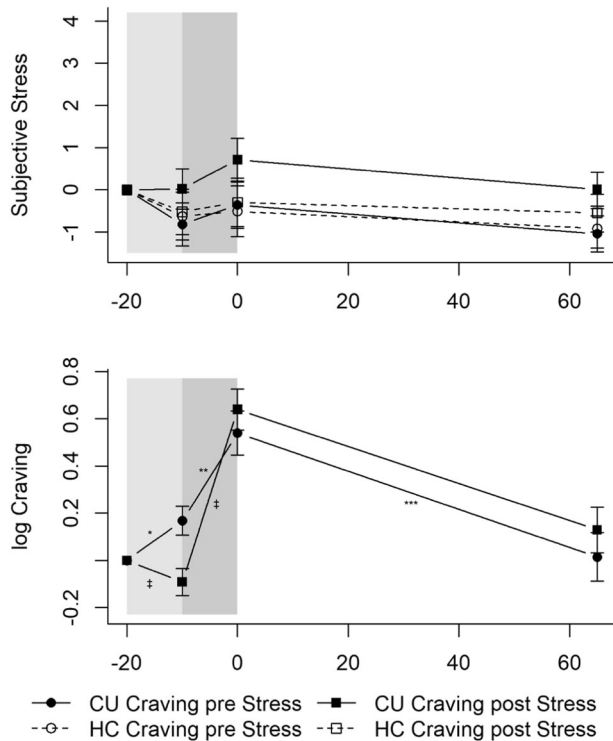 4
3
2
1
0
-1
Subjective Stress
-20 0 20 40 60
0.8
0.6
0.2
-0.2
log Craving
* ** ‡ ‡ ***
-20 0 20 40 60
CU Craving pre Stress CU Craving post Stress
HC Craving pre Stress HC Craving post Stress